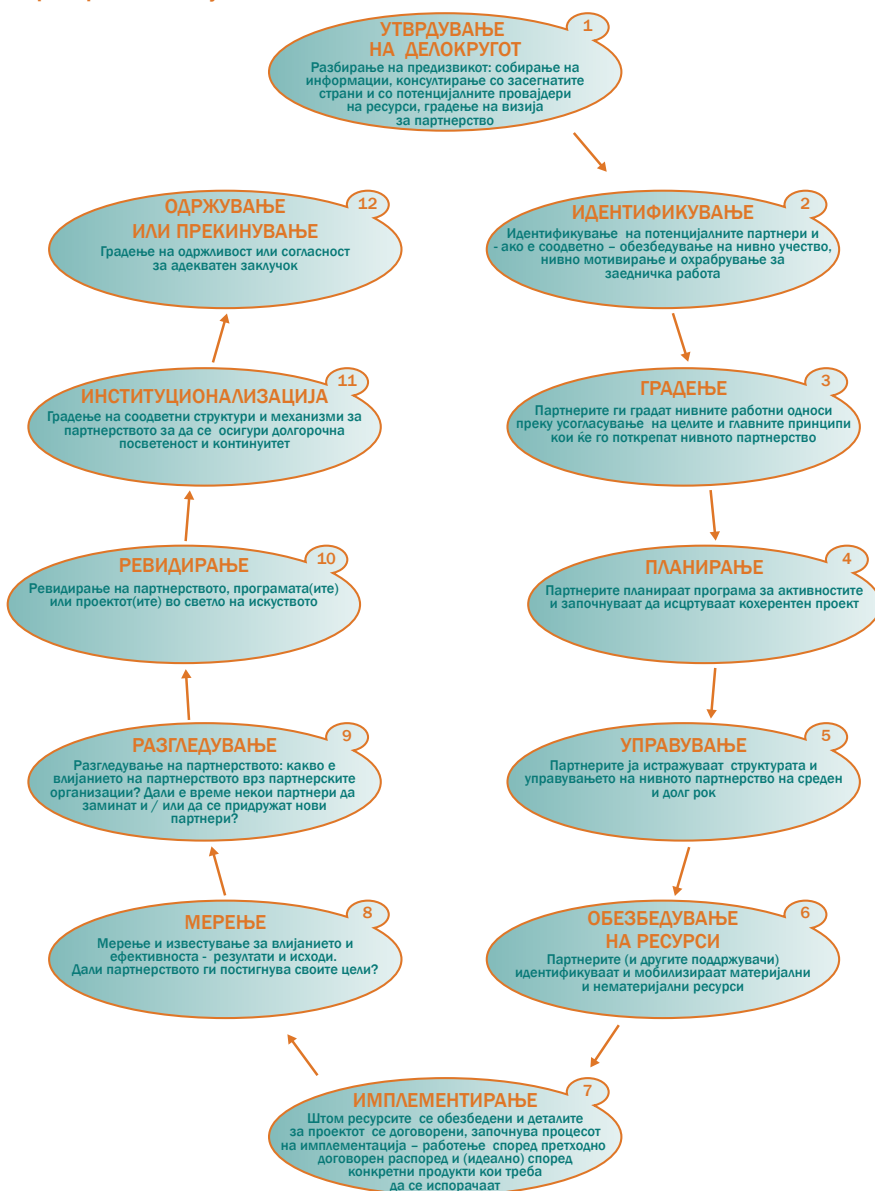 1
УТВРДУВАЊЕ
НА ДЕЛОКРУГОТ
Разбирање на предизвикот: собирање на
информации, консултирање со засегнатите
страни и со потенцијалните провајдери
на ресурси, градење на визија
за партнерство
2
ИДЕНТИФИКУВАЊЕ
Идентификување на потенцијалните партнери и
- ако е соодветно – обезбедување на нивно учество,
нивно мотивирање и охрабрување за
заедничка работа
3
ГРАДЕЊЕ
Партнерите ги градат нивните работни односи
преку усогласување на целите и главните принципи
кои ќе го поткрепат нивното партнерство
4
ПЛАНИРАЊЕ
Партнерите планираат програма за активностите
и започнуваат да исцртуваат кохерентен проект
5
УПРАВУВАЊЕ
Партнерите ја истражуваат структурата и
управувањето на нивното партнерство на среден
и долг рок
6
ОБЕЗБЕДУВАЊЕ
НА РЕСУРСИ
Партнерите (и другите поддржувачи)
идентификуваат и мобилизираат материјални
и нематеријални ресурси
7
ИМПЛЕМЕНТИРАЊЕ
Штом ресурсите се обезбедени и деталите
за проектот се договорени, започнува процесот
на имплементација – работење според претходно
договорен распоред и (идеално) според
конкретни продукти кои треба
да се испорачаат
8
МЕРЕЊЕ
Мерење и известување за влијанието и
ефективноста - резултати и исходи.
Дали партнерството ги постигнува своите цели?
9
РАЗГЛЕДУВАЊЕ
Разгледување на партнерството: какво е
влијанието на партнерството врз партнерските
организации? Дали е време некои партнери да
заминат и / или да се придружат нови
партнери?
10
РЕВИДИРАЊЕ
Ревидирање на партнерството, програмата(ите)
или проектот(ите) во светло на искуството
11
ИНСТИТУЦИОНАЛИЗАЦИЈА
Градење на соодветни структури и механизми за
партнерството за да се осигури долгорочна
посветеност и континуитет
12
ОДРЖУВАЊЕ
ИЛИ ПРЕКИНУВАЊЕ
Градење на одржливост или согласност
за адекватен заклучок